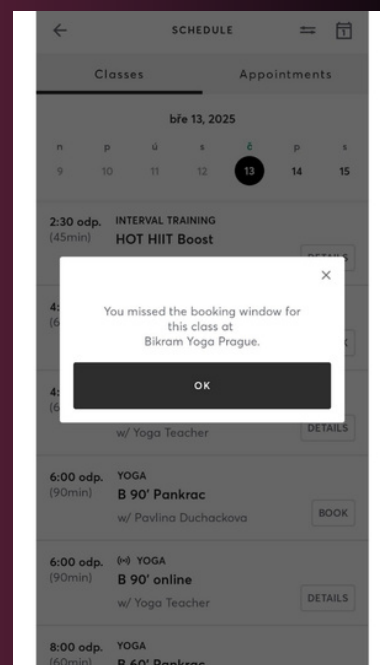 SCHEDULE
1
Classes Appointments
bře 13, 2025
n p ú s č p s
9 10 11 12 13 14 15
2:30 odp. INTERVAL TRAINING
(45min) HOT HIIT Boost
DETAILS
You missed the booking window for
this class at
Bikram Yoga Prague.
OK
w/ Yoga Teacher DETAILS
6:00 odp. YOGA
(90min) B 90' Pankrac
w/ Pavlina Duchackova BOOK
6:00 odp. YOGA
(90min) B 90' online
w/ Yoga Teacher DETAILS
8:00 odp. YOGA
(60min) B 60' Pankrac